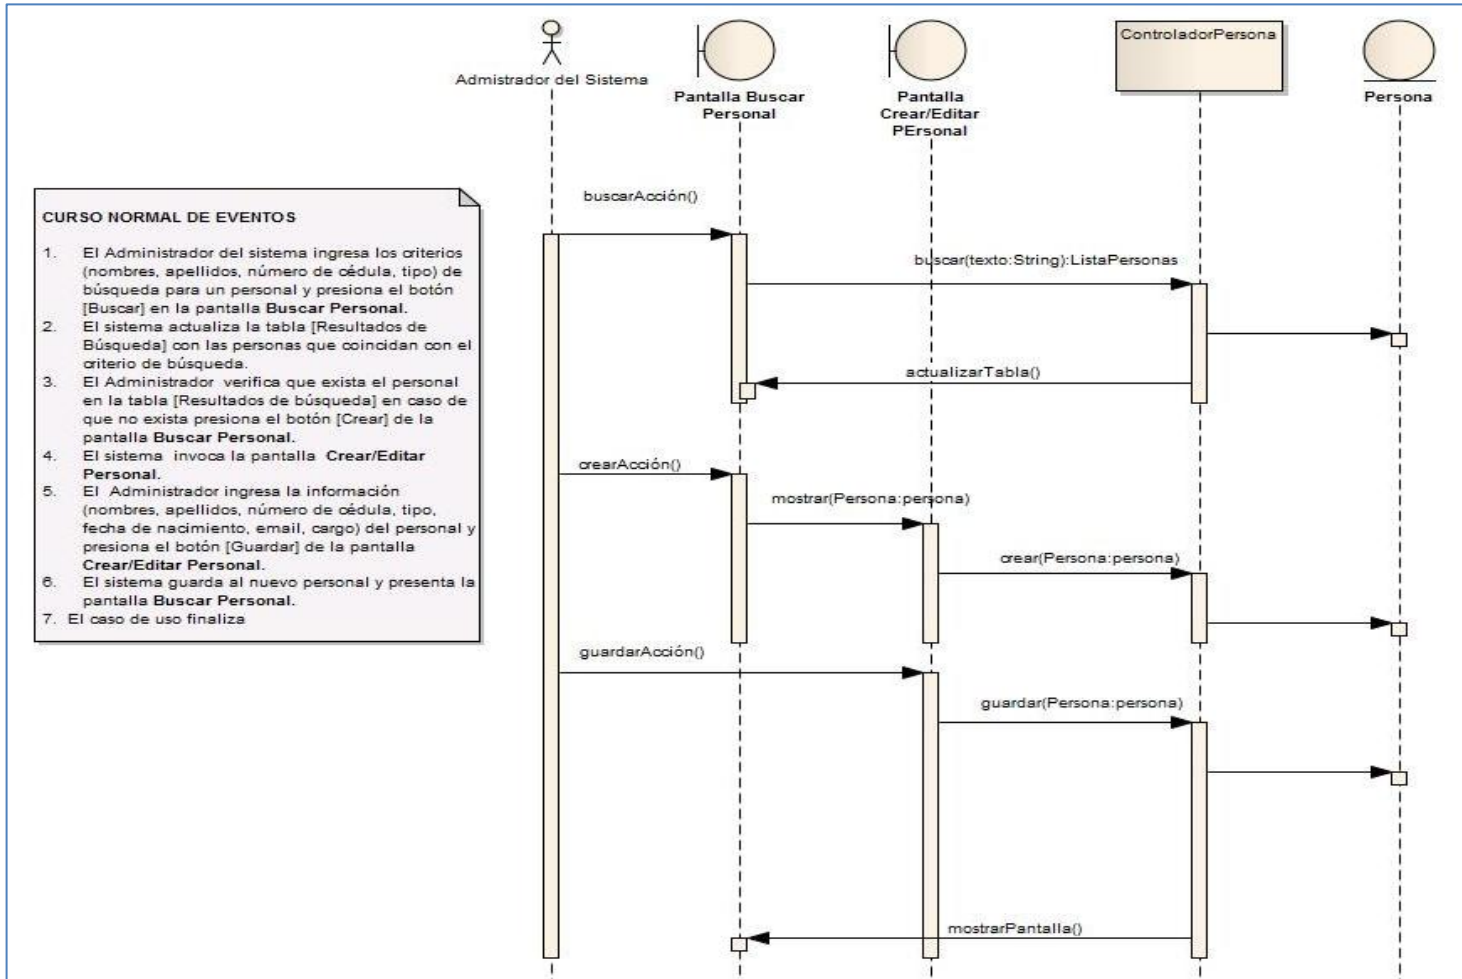 Admistrador del Sistema
Pantalla Buscar
Personal
Pantalla
Crear/Editar
PErsonal
ControladorPersona
Persona
CURSO NORMAL DE EVENTOS
1. El Administrador del sistema ingresa los criterios
(nombres, apellidos, número de cédula, tipo) de
búsqueda para un personal y presiona el botón
[Buscar] en la pantalla Buscar Personal.
2. El sistema actualiza la tabla [Resultados de
Búsqueda] con las personas que coincidan con el
criterio de búsqueda.
3. El Administrador verifica que exista el personal
en la tabla [Resultados de búsqueda] en caso de
que no exista presiona el botón [Crear] de la
pantalla Buscar Personal.
4. El sistema invoca la pantalla Crear/Editar
Personal.
5. El Administrador ingresa la información
(nombres, apellidos, número de cédula, tipo,
fecha de nacimiento, email, cargo) del personal y
presiona el botón [Guardar] de la pantalla
Crear/Editar Personal.
6. El sistema guarda al nuevo personal y presenta la
pantalla Buscar Personal.
7. El caso de uso finaliza
buscarAcción()
buscar(texto:String):ListaPersonas
actualizarTabla()
crearAcción()
mostrar(Persona:persona)
crear(Persona:persona)
guardarAcción()
guardar(Persona:persona)
mostrarPantalla()